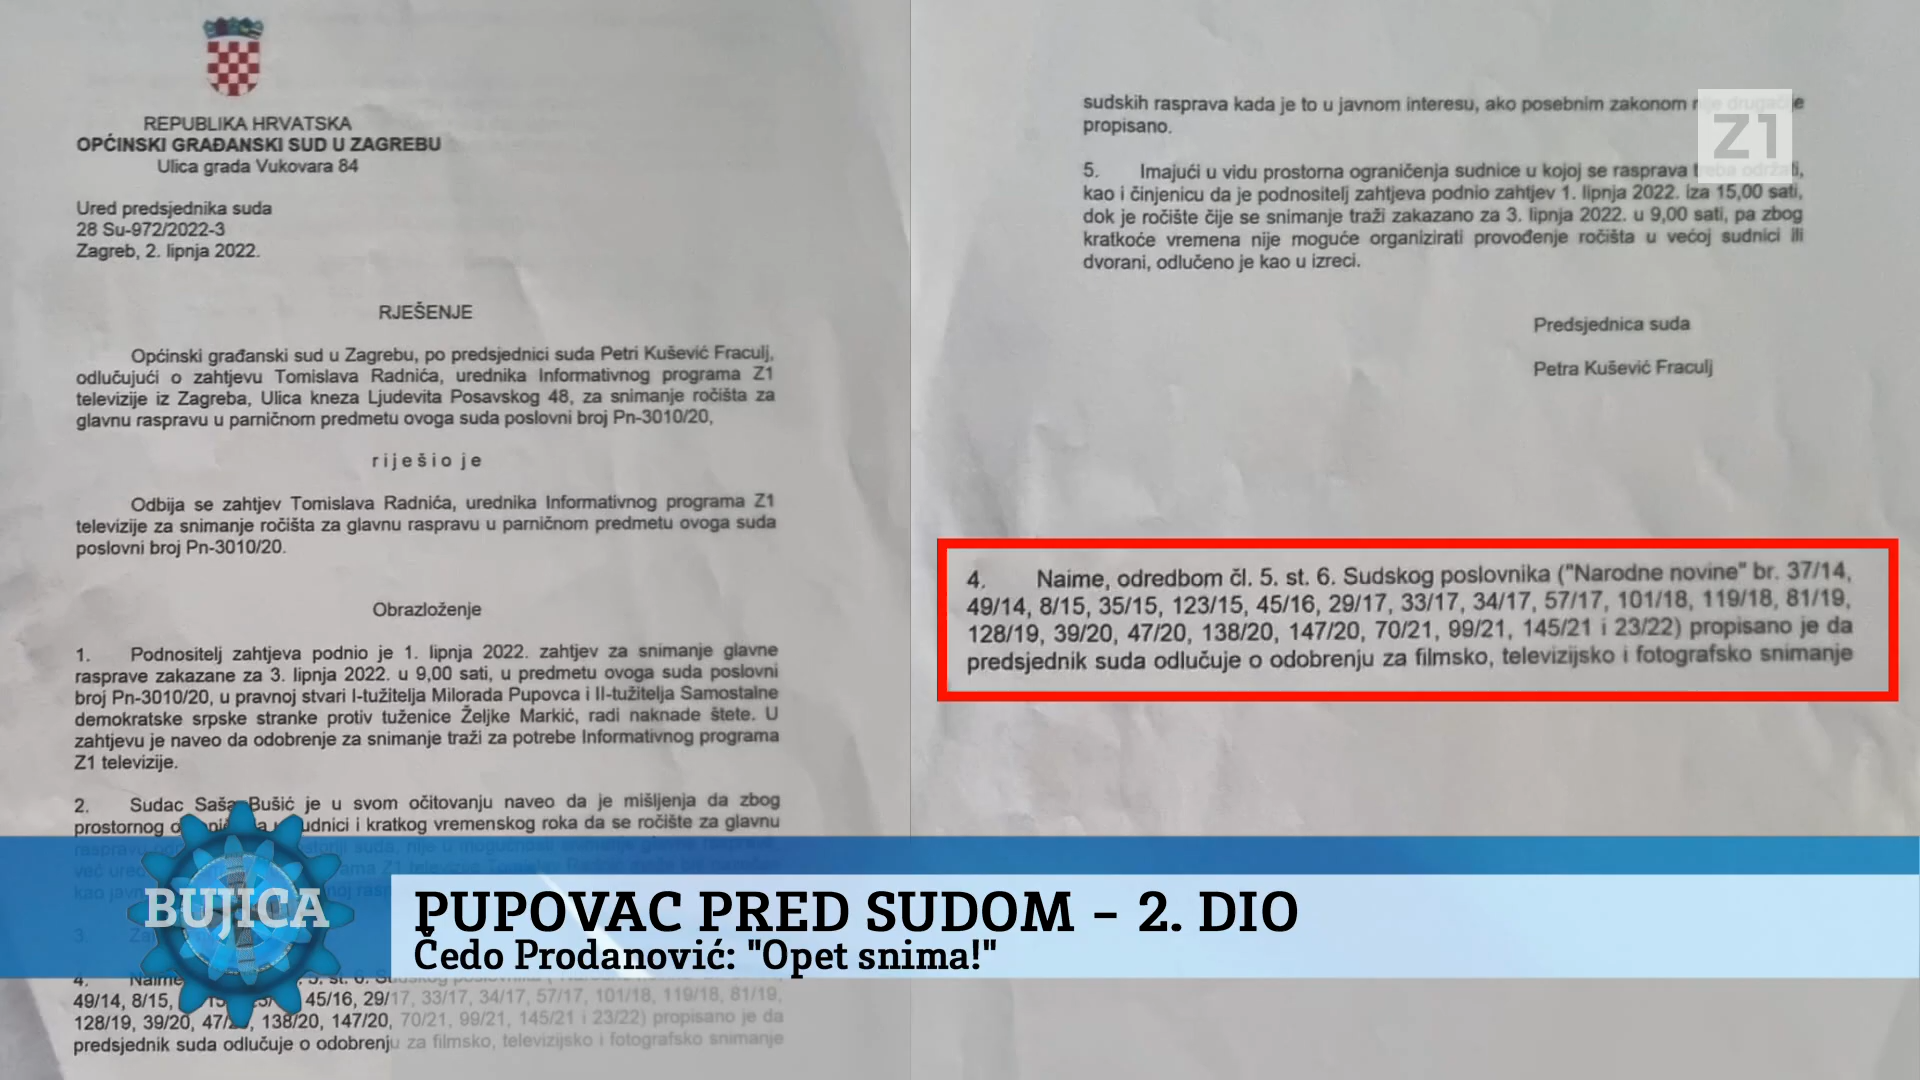 REPUBLIKA HRVATSKA
OPĆINSKI GRAĐANSKI SUD U ZAGREBU
Ulica grada Vukovara 84
Ured predsjednika suda
28 Su-972/2022-3
Zagreb, 2. lipnja 2022.
RJEŠENJE
Općinski građanski sud u Zagrebu, po predsjednici suda Petri Kušević Fraculj,
odlučujući o zahtjevu Tomislava Radnića, urednika Informativnog programa Z1
televizije iz Zagreba, Ulica kneza Ljudevita Posavskog 48, za snimanje ročišta za
glavnu raspravu u parničnom predmetu ovoga suda poslovni broj Pn-3010/20,
r i j e š i o j e
Odbija se zahtjev Tomislava Radnića, urednika Informativnog programa Z1
televizije za snimanje ročišta za glavnu raspravu u parničnom predmetu ovoga suda
poslovni broj Pn-3010/20.
Obrazloženje
1. Podnositelj zahtjeva podnio je 1. lipnja 2022. zahtjev za snimanje glavne
rasprave zakazane za 3. lipnja 2022. u 9,00 sati, u predmetu ovoga suda poslovni
broj Pn-3010/20, u pravnoj stvari I-tužitelja Milorada Pupovca i II-tužitelja Samostalne
demokratske srpske stranke protiv tuženice Željke Markić, radi naknade štete. U
zahtjevu je naveo da odobrenje za snimanje traži za potrebe Informativnog programa
Z1 televizije.
2. Sudac Saša Bušić je u svom očitovanju naveo da je mišljenja da zbog
prostornog sudnici i kratkog vremenskog roka da se ročište za glavnu
4. Naime
49/14, 8/15, 45/16, 29/17, 33/17, 34/17, 57/17, 101/18, 119/18, 81/19,
128/19, 39/20, 138/20, 147/20, 70/21, 99/21, 145/21 i 23/22) propisano je da
predsjednik suda odlučuje o odobrenju za filmsko, televizijsko i fotografsko snimanje
sudskih rasprava kada je to u javnom interesu, ako posebnim zakonom nije drugačije
propisano.
5. Imajući u vidu prostorna ograničenja sudnice u kojoj se rasprava treba održati,
kao i činjenicu da je podnositelj zahtjeva podnio zahtjev 1. lipnja 2022. iza 15,00 sati,
dok je ročište čije se snimanje traži zakazano za 3. lipnja 2022. u 9,00 sati, pa zbog
kratkoće vremena nije moguće organizirati provođenje ročišta u većoj sudnici ili
dvorani, odlučeno je kao u izreci.
Predsjednica suda
Petra Kušević Fraculj
4. Naime, odredbom čl. 5. st. 6. Sudskog poslovnika ("Narodne novine" br. 37/14,
49/14, 8/15, 35/15, 123/15, 45/16, 29/17, 33/17, 34/17, 57/17, 101/18, 119/18, 81/19,
128/19, 39/20, 47/20, 138/20, 147/20, 70/21, 99/21, 145/21 i 23/22) propisano je da
predsjednik suda odlučuje o odobrenju za filmsko, televizijsko i fotografsko snimanje
Z1
BUJICA
PUPOVAC PRED SUDOM – 2. DIO
Čedo Prodanović: "Opet snima!"